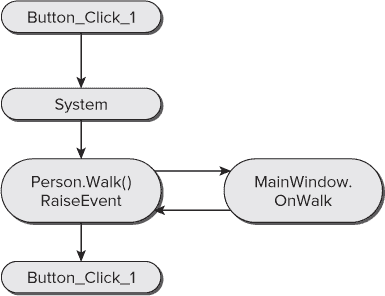 Button_Click_1
System
Person.Walk()
RaiseEvent
MainWindow.
OnWalk
Button_Click_1